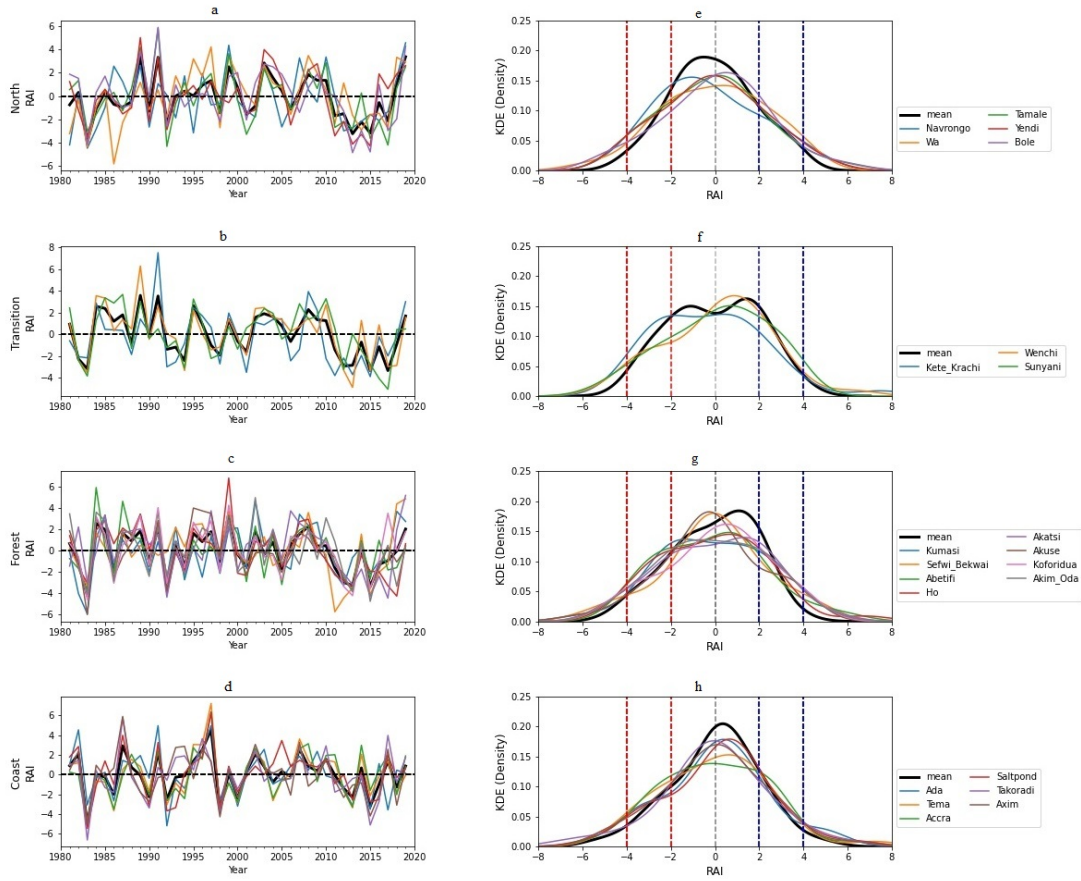 a
North
RAI
6
4
2
0
−2
−4
−6
1980 1985 1990 1995 2000 2005 2010 2015 2020
Year
e
KDE (Density)
0.25
0.20
0.15
0.10
0.05
0.00
−8 −6 −4 −2 0 2 4 6 8
RAI
mean Tamale
Navrongo Yendi
Wa Bole
b
Transition
RAI
8
6
4
2
0
−2
−4
1980 1985 1990 1995 2000 2005 2010 2015 2020
Year
f
KDE (Density)
0.25
0.20
0.15
0.10
0.05
0.00
−8 −6 −4 −2 0 2 4 6 8
RAI
mean Wenchi
Kete_Krachi Sunyani
c
Forest
RAI
6
4
2
0
−2
−4
−6
1980 1985 1990 1995 2000 2005 2010 2015 2020
Year
g
KDE (Density)
0.25
0.20
0.15
0.10
0.05
0.00
−8 −6 −4 −2 0 2 4 6 8
RAI
mean Akatsi
Kumasi Akuse
Sefwi_Bekwai Koforidua
Abetifi Akim_Oda
Ho
d
Coast
RAI
6
4
2
0
−2
−4
−6
1980 1985 1990 1995 2000 2005 2010 2015 2020
Year
h
KDE (Density)
0.25
0.20
0.15
0.10
0.05
0.00
−8 −6 −4 −2 0 2 4 6 8
RAI
mean Saltpond
Ada Takoradi
Tema Axim
Accra